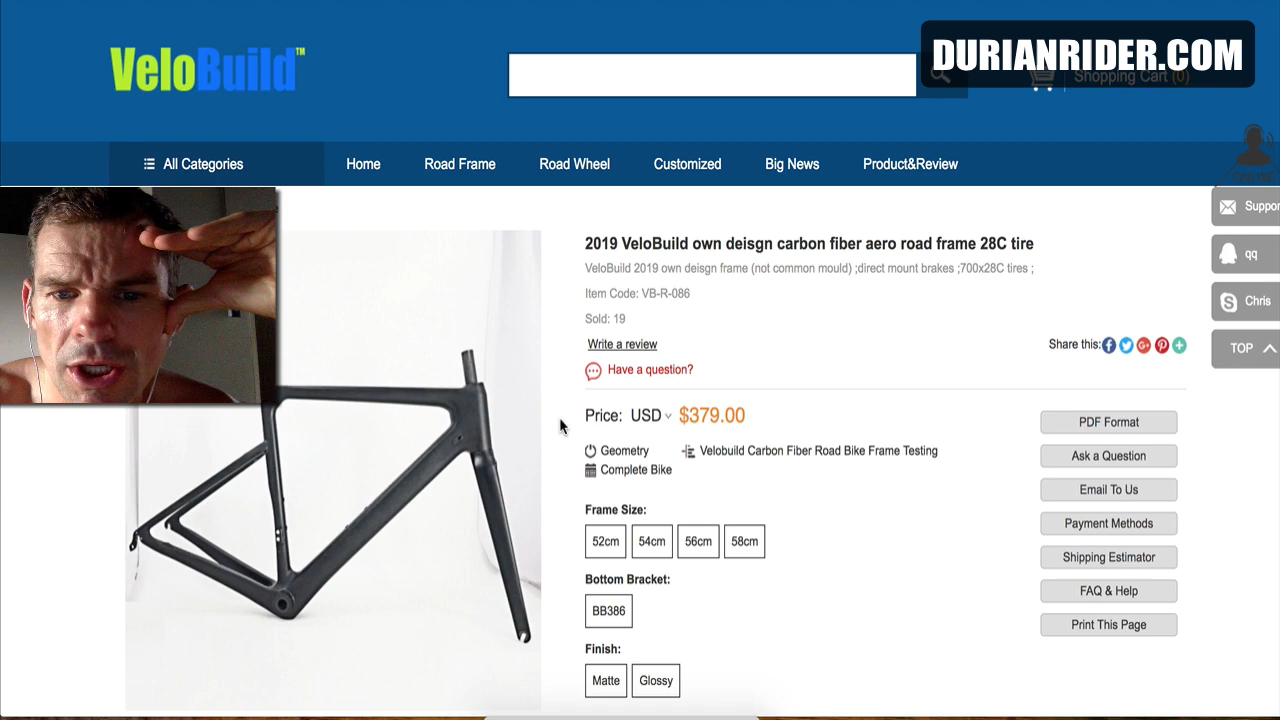 DURIANRIDER.COM
VeloBuild™
Shopping Cart (0)
All Categories
Home
Road Frame
Road Wheel
Customized
Big News
Product&Review
Suppor
qq
Chris
TOP
2019 VeloBuild own deisgn carbon fiber aero road frame 28C tire
VeloBuild 2019 own deisgn frame (not common mould) ;direct mount brakes ;700x28C tires ;
Item Code: VB-R-086
Sold: 19
Write a review
Share this:
Have a question?
Price: USD $379.00
Geometry
Velobuild Carbon Fiber Road Bike Frame Testing
Complete Bike
Frame Size:
52cm
54cm
56cm
58cm
Bottom Bracket:
BB386
Finish:
Matte
Glossy
PDF Format
Ask a Question
Email To Us
Payment Methods
Shipping Estimator
FAQ & Help
Print This Page